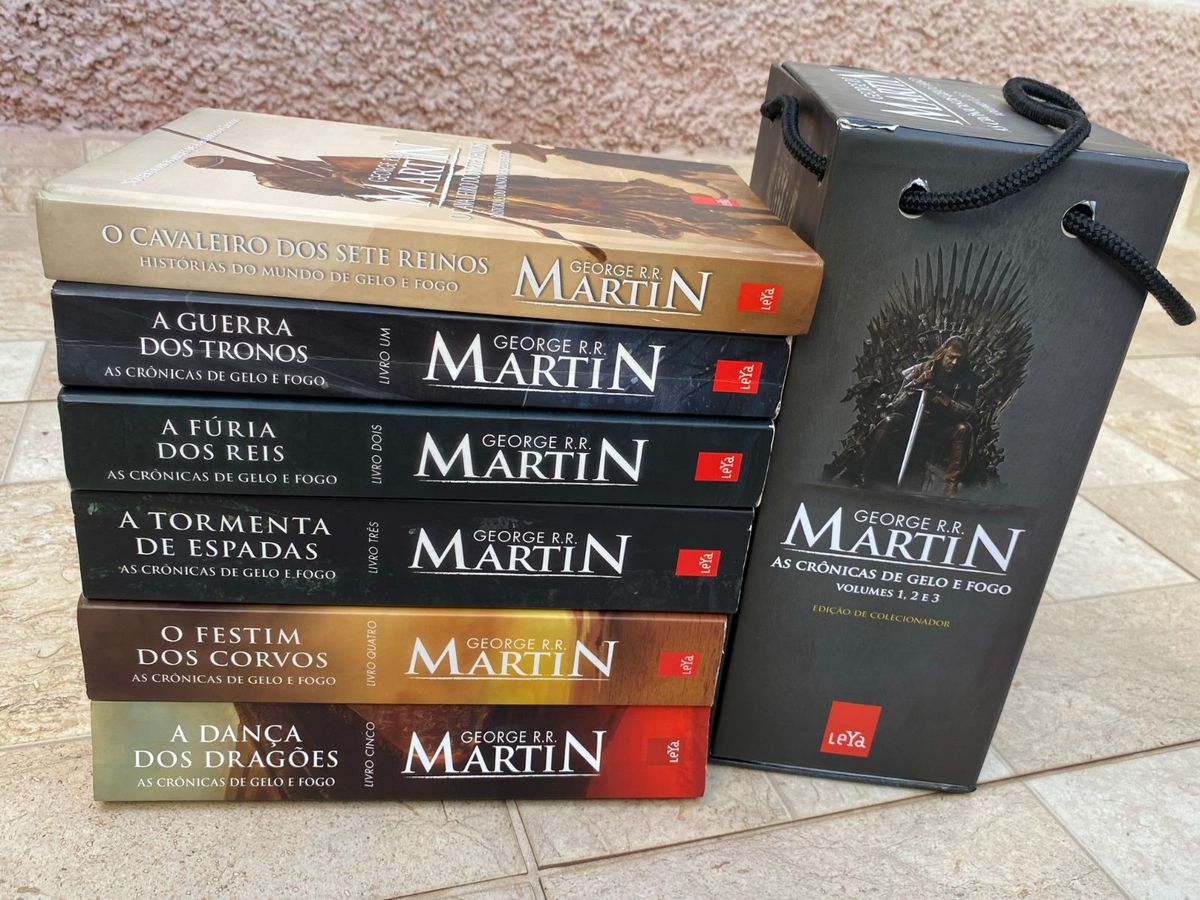 GEORGE R.R.
MARTIN
O CAVALEIRO DOS SETE REINOS
HISTÓRIAS DO MUNDO DE GELO E FOGO
GEORGE R.R.
MARTIN
LeYa
A GUERRA
DOS TRONOS
AS CRÔNICAS DE GELO E FOGO
LIVRO UM
GEORGE R.R.
MARTIN
LeYa
A FÚRIA
DOS REIS
AS CRÔNICAS DE GELO E FOGO
LIVRO DOIS
GEORGE R.R.
MARTIN
LeYa
A TORMENTA
DE ESPADAS
AS CRÔNICAS DE GELO E FOGO
LIVRO TRÊS
GEORGE R.R.
MARTIN
LeYa
O FESTIM
DOS CORVOS
AS CRÔNICAS DE GELO E FOGO
LIVRO QUATRO
GEORGE R.R.
MARTIN
LeYa
A DANÇA
DOS DRAGÕES
AS CRÔNICAS DE GELO E FOGO
LIVRO CINCO
GEORGE R.R.
MARTIN
LeYa
GEORGE R.R.
MARTIN
GEORGE R.R.
MARTIN
AS CRÔNICAS DE GELO E FOGO
VOLUMES 1, 2 E 3
EDIÇÃO DE COLECIONADOR
LeYa